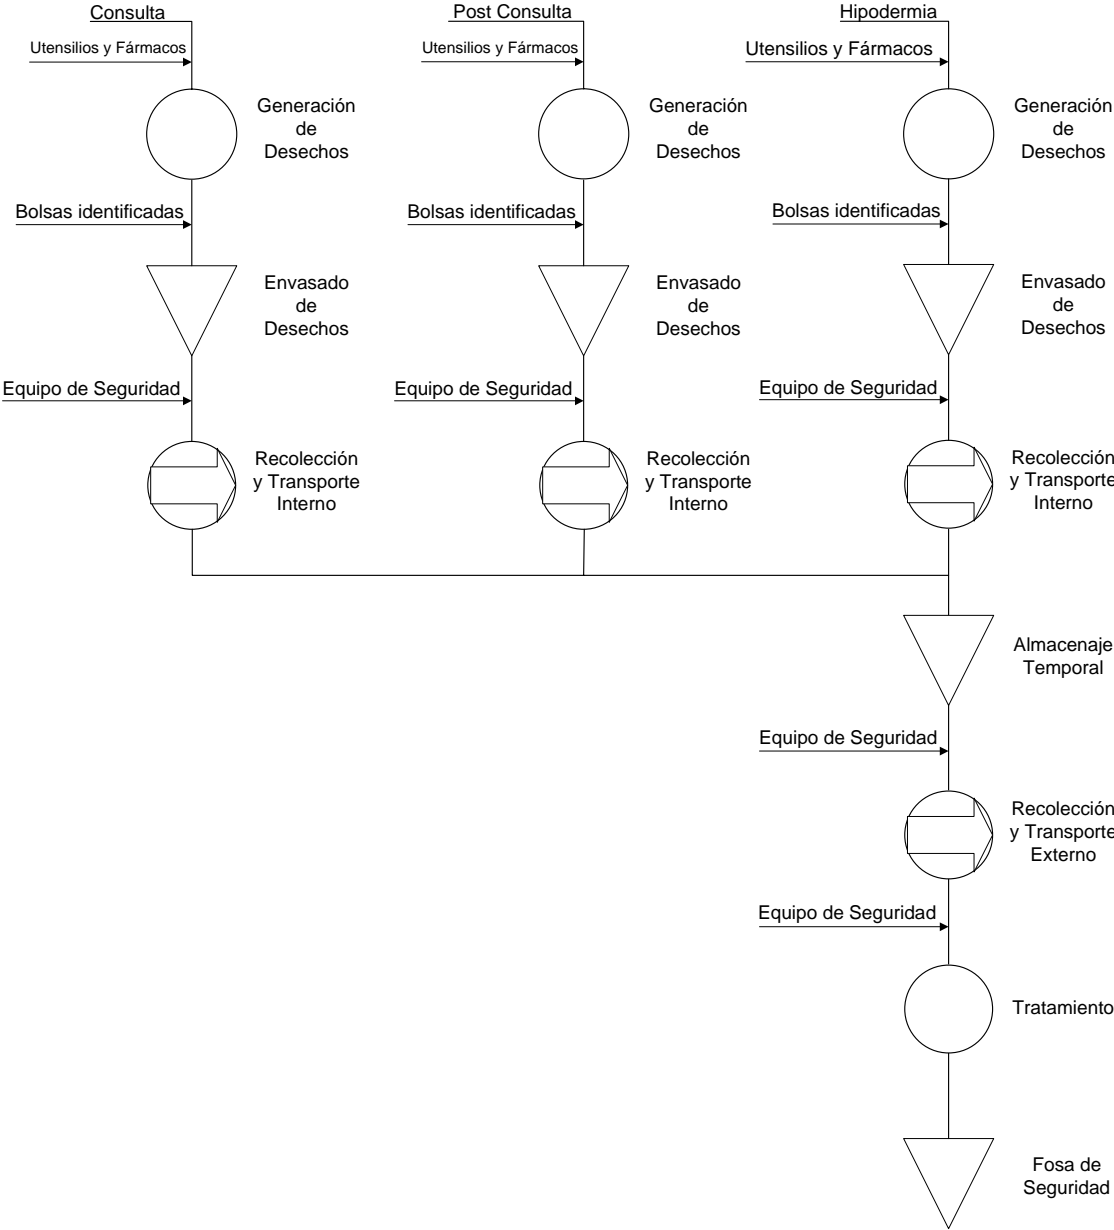 Consulta
Post Consulta
Hipodermia
Utensilios y Fármacos
Utensilios y Fármacos
Utensilios y Fármacos
Generación
de
Desechos
Generación
de
Desechos
Generación
de
Desechos
Bolsas identificadas
Bolsas identificadas
Bolsas identificadas
Envasado
de
Desechos
Envasado
de
Desechos
Envasado
de
Desechos
Equipo de Seguridad
Equipo de Seguridad
Equipo de Seguridad
Recolección
y Transporte
Interno
Recolección
y Transporte
Interno
Recolección
y Transporte
Interno
Almacenaje
Temporal
Equipo de Seguridad
Recolección
y Transporte
Externo
Equipo de Seguridad
Tratamiento
Fosa de
Seguridad